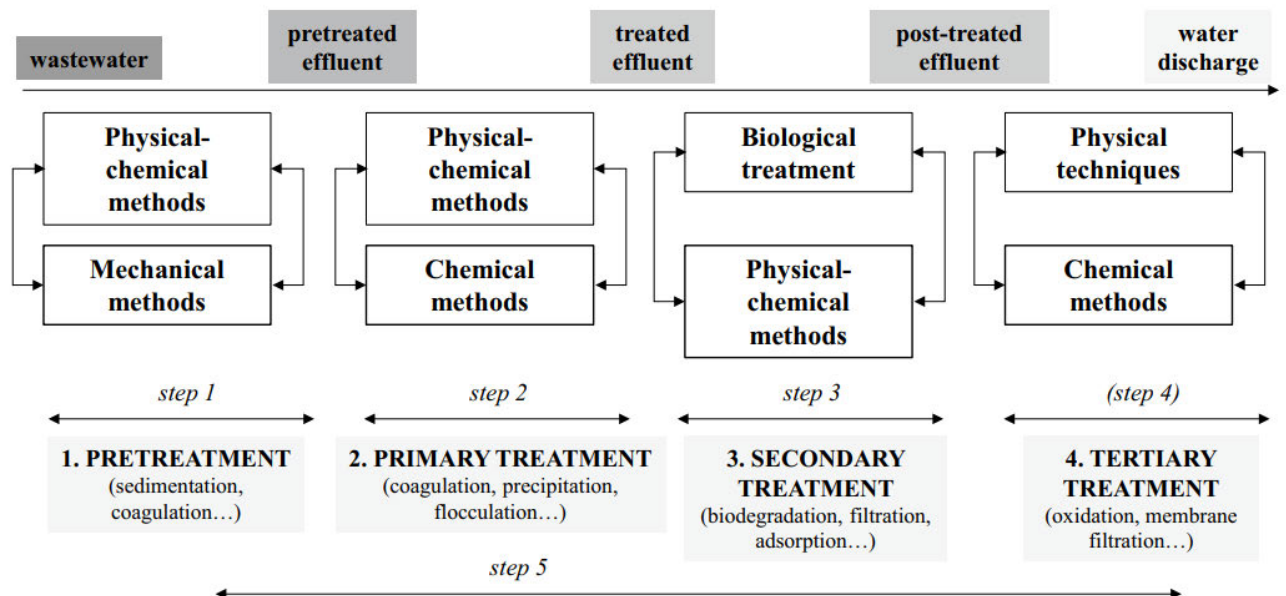 wastewater
pretreated
effluent
treated
effluent
post-treated
effluent
water
discharge
Physical-
chemical
methods
Mechanical
methods
Physical-
chemical
methods
Chemical
methods
Biological
treatment
Physical-
chemical
methods
Physical
techniques
Chemical
methods
step 1
step 2
step 3
(step 4)
1. PRETREATMENT
(sedimentation,
coagulation…)
2. PRIMARY TREATMENT
(coagulation, precipitation,
flocculation…)
3. SECONDARY
TREATMENT
(biodegradation, filtration,
adsorption…)
4. TERTIARY
TREATMENT
(oxidation, membrane
filtration…)
step 5